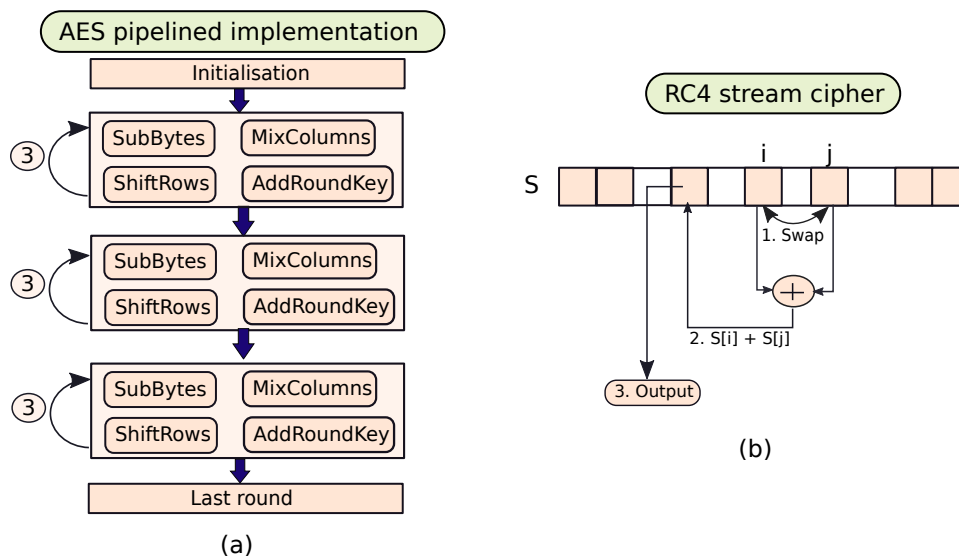 AES pipelined implementation
Initialisation
SubBytes
MixColumns
3
ShiftRows
AddRoundKey
SubBytes
MixColumns
3
ShiftRows
AddRoundKey
SubBytes
MixColumns
3
ShiftRows
AddRoundKey
Last round
(a)
RC4 stream cipher
i
j
S
1. Swap
2. S[i] + S[j]
3. Output
(b)